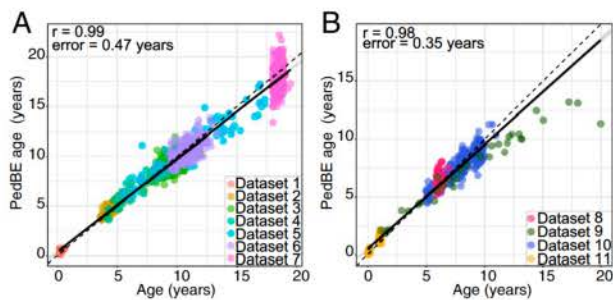 A
r = 0.99
error = 0.47 years
PedBE age (years)
20
15
10
5
0
0
5
10
15
20
Age (years)
Dataset 1
Dataset 2
Dataset 3
Dataset 4
Dataset 5
Dataset 6
Dataset 7
B
r = 0.98
error = 0.35 years
PedBE age (years)
15
10
5
0
0
5
10
15
20
Age (years)
Dataset 8
Dataset 9
Dataset 10
Dataset 11